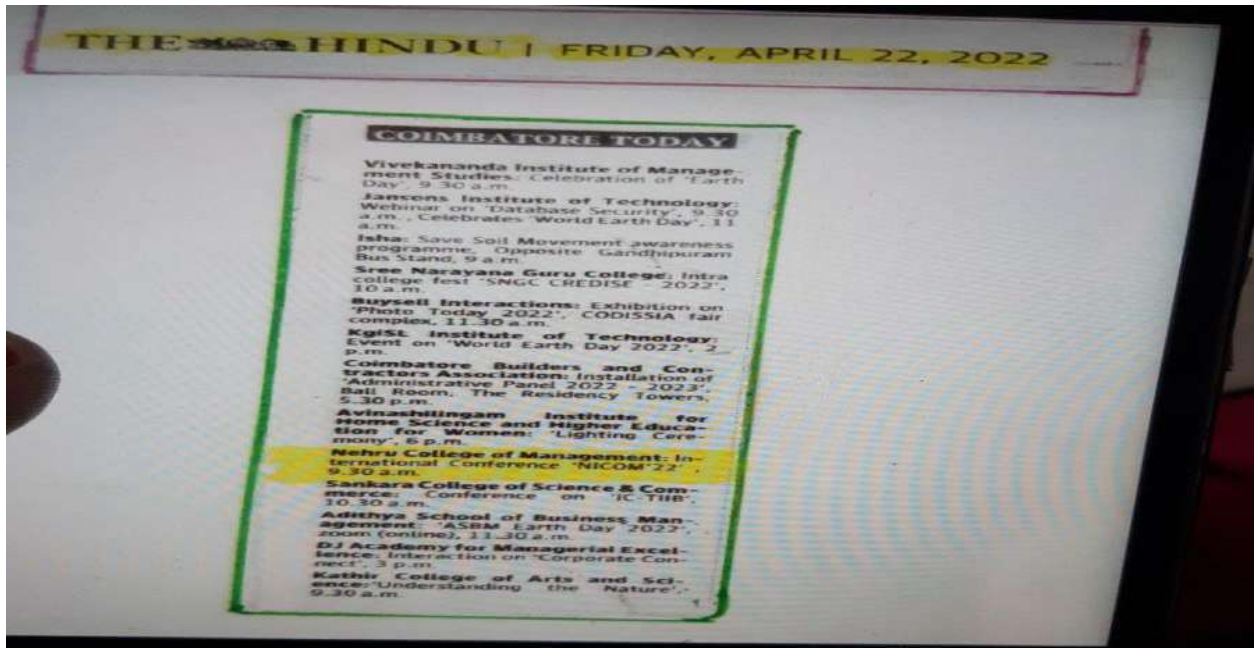 THE HINDU | FRIDAY, APRIL 22, 2022
COIMBATORE TODAY
Vivekananda Institute of Manage-
ment Studies: Celebration of 'Earth
Day', 9.30 a.m.
Jansons Institute of Technology:
Webinar on 'Database Security', 9.30
a.m., Celebrates 'World Earth Day', 11
a.m.
Isha: Save Soil Movement awareness
programme, Opposite Gandhipuram
Bus Stand, 9 a.m.
Sree Narayana Guru College: Intra
college fest 'SNGC CREDISE - 2022',
10 a.m.
Buysell Interactions: Exhibition on
'Photo Today 2022', CODISSIA fair
complex, 11.30 a.m.
KgiSL Institute of Technology:
Event on 'World Earth Day 2022', 2
p.m.
Coimbatore Builders and Con-
tractors Association: Installation of
'Administrative Panel 2022 - 2023',
Ball Room, The Residency Towers,
5.30 p.m.
Avinashilingam Institute for
Home Science and Higher Educa-
tion for Women: 'Lighting Cere-
mony', 6 p.m.
Nehru College of Management: In-
ternational Conference 'NICOM'22' ,
9.30 a.m.
Sankara College of Science & Com-
merce: Conference on 'IC-TIIB',
10.30 a.m.
Adithya School of Business Man-
agement: 'ASBM Earth Day 2022',
zoom (online), 11.30 a.m.
DJ Academy for Managerial Excel-
lence: Interaction on 'Corporate Con-
nect', 3 p.m.
Kathir College of Arts and Sci-
ence:'Understanding the Nature',-
9.30 a.m.